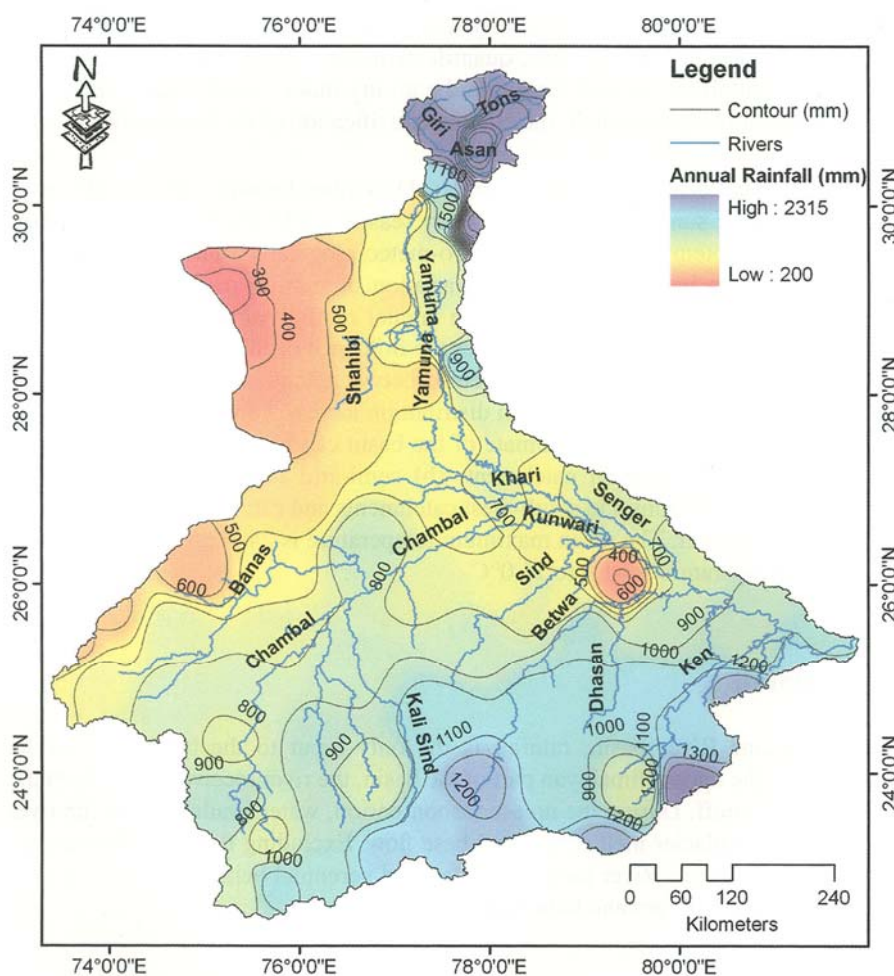 74°0'0"E 76°0'0"E 78°0'0"E 80°0'0"E
N
Legend
Contour (mm)
Rivers
Annual Rainfall (mm)
High : 2315
Low : 200
30°0'0"N
28°0'0"N
26°0'0"N
24°0'0"N
30°0'0"N
28°0'0"N
26°0'0"N
24°0'0"N
Giri
Tons
Asan
1100
1500
300
400
500
Yamuna
Yamuna
Shahibi
900
Khari
Senger
700
Kunwari
Chambal
500
400
700
600
Banas
600
500
800
Sind
Betwa
Chambal
900
1000
Dhasan
Ken
1200
800
900
Kali Sind
1100
1000
1100
900
800
1200
900
1200
1300
1000
1200
0 60 120 240
Kilometers
74°0'0"E 76°0'0"E 78°0'0"E 80°0'0"E